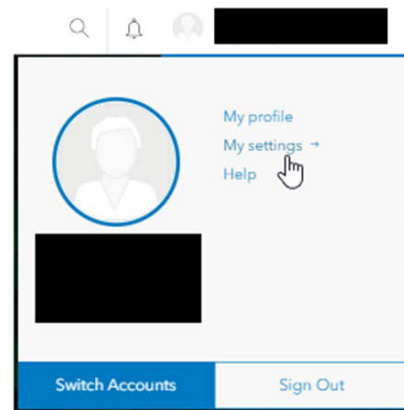 My profile
My settings →
Help
Switch Accounts
Sign Out